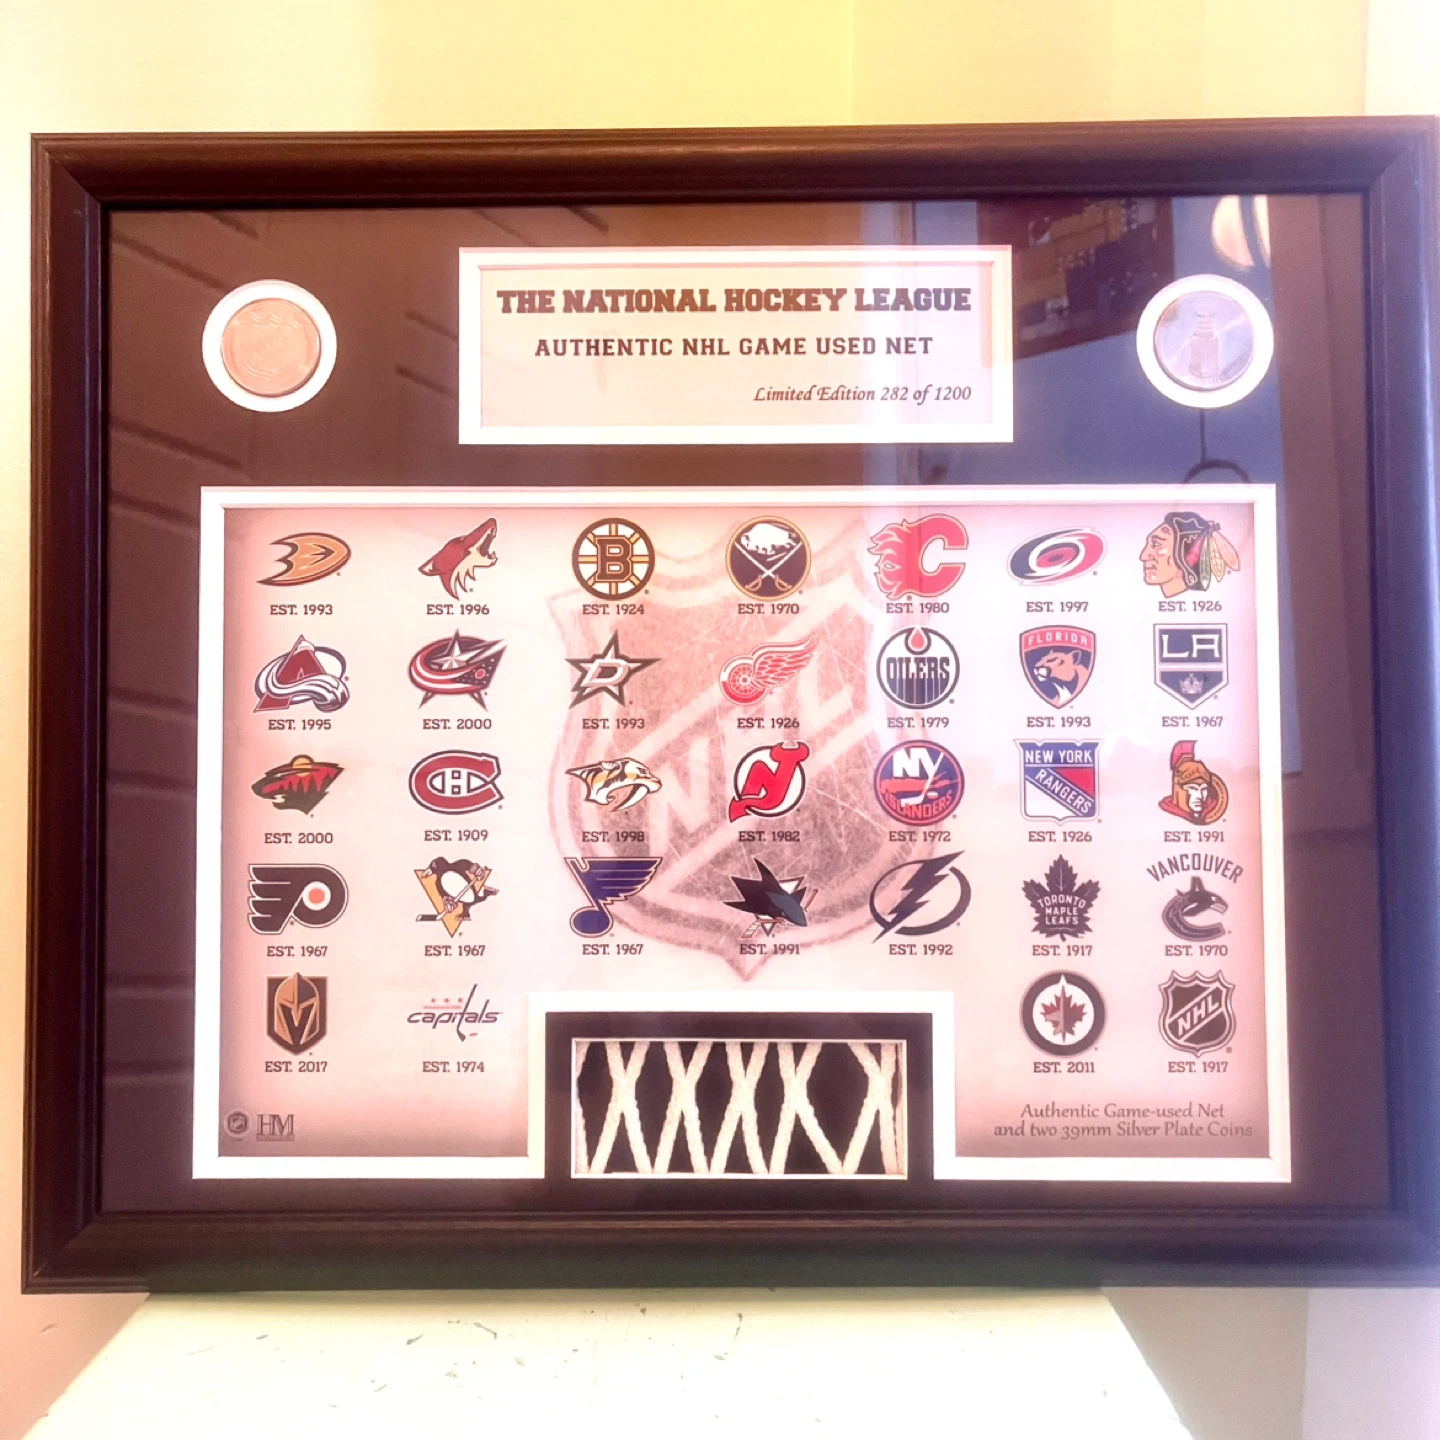 THE NATIONAL HOCKEY LEAGUE
AUTHENTIC NHL GAME USED NET
Limited Edition 282 of 1200
B
C
FLORIDA
LA
OILERS
D
EST. 1993 EST. 1996 EST. 1924 EST. 1970 EST. 1980 EST. 1997 EST. 1926
EST. 1995 EST. 2000 EST. 1993 EST. 1926 EST. 1979 EST. 1993 EST. 1967
NY
ISLANDERS
NEW YORK
RANGERS
EST. 2000 EST. 1909 EST. 1998 EST. 1982 EST. 1972 EST. 1926 EST. 1991
TORONTO
MAPLE
LEAFS
VANCOUVER
EST. 1967 EST. 1967 EST. 1967 EST. 1991 EST. 1992 EST. 1917 EST. 1970
capitals
NHL
EST. 2017 EST. 1974 EST. 2011 EST. 1917
NHL
HM
Authentic Game-used Net
and two 39mm Silver Plate Coins